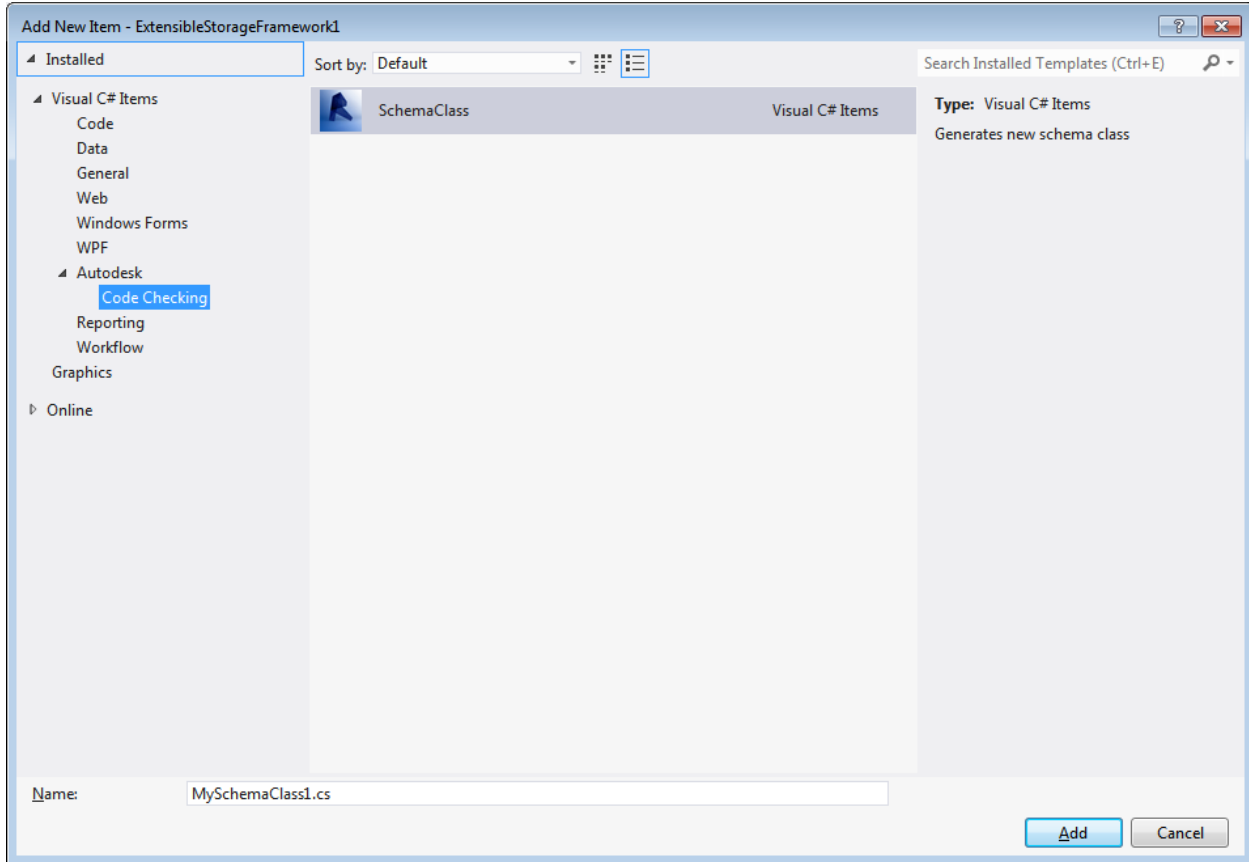 Add New Item - ExtensibleStorageFramework1
?
Installed
Sort by: Default
Search Installed Templates (Ctrl+E)
Visual C# Items
Code
Data
General
Web
Windows Forms
WPF
Autodesk
Code Checking
Reporting
Workflow
Graphics
Online
SchemaClass Visual C# Items
Type: Visual C# Items
Generates new schema class
Name: MySchemaClass1.cs
Add Cancel